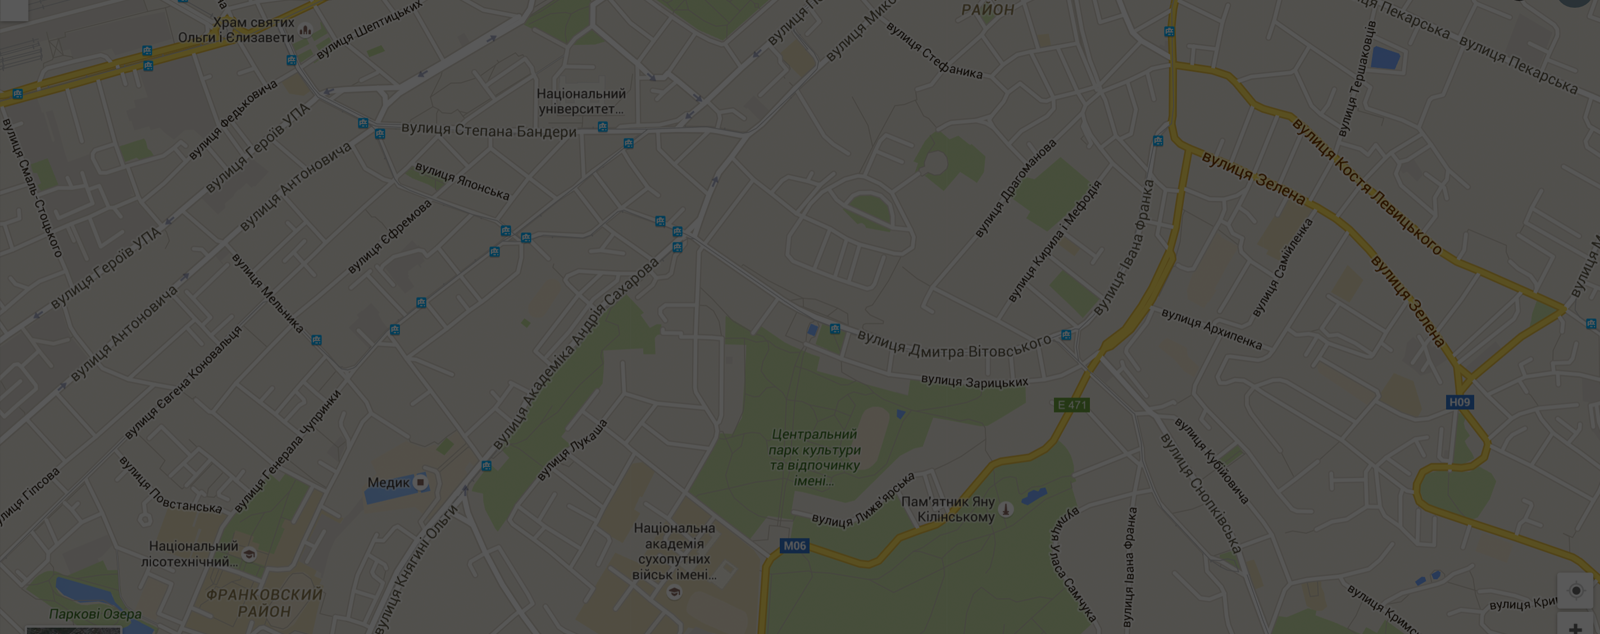 РАЙОН
Храм святих
Ольги і Єлизавети
вулиця Шептицьких
вулиця Стефаника
вулиця Пекарська
вулиця Пекарська
вулиця Тершаковців
вулиця Федьковича
вулиця Героїв УПА
Національний
університет...
вулиця Степана Бандери
вулиця Костя Левицького
вулиця Зелена
вулиця Смаль-Стоцького
вулиця Антоновича
вулиця Японська
вулиця Драгоманова
вулиця Кирила і Мефодія
вулиця Івана Франка
вулиця Єфремова
вулиця Самійленка
вулиця Героїв УПА
вулиця Мельника
вулиця Академіка Андрія Сахарова
вулиця Зелена
вулиця Антоновича
вулиця Архипенка
вулиця Дмитра Вітовського
вулиця Євгена Коновальця
вулиця Зарицьких
E 471
H09
вулиця Генерала Чупринки
вулиця Лукаша
Центральний
парк культури
та відпочинку
імені...
вулиця Кубійовича
вулиця Снопківська
вулиця Гіпсова
вулиця Повстанська
Медик
вулиця Лижв'ярська
Пам'ятник Яну
Кілінському
Національна
академія
сухопутних
військ імені...
M06
вулиця Уласа Самчука
вулиця Івана Франка
Національний
лісотехнічний...
вулиця Княгині Ольги
ФРАНКОВСКИЙ
РАЙОН
Паркові Озера